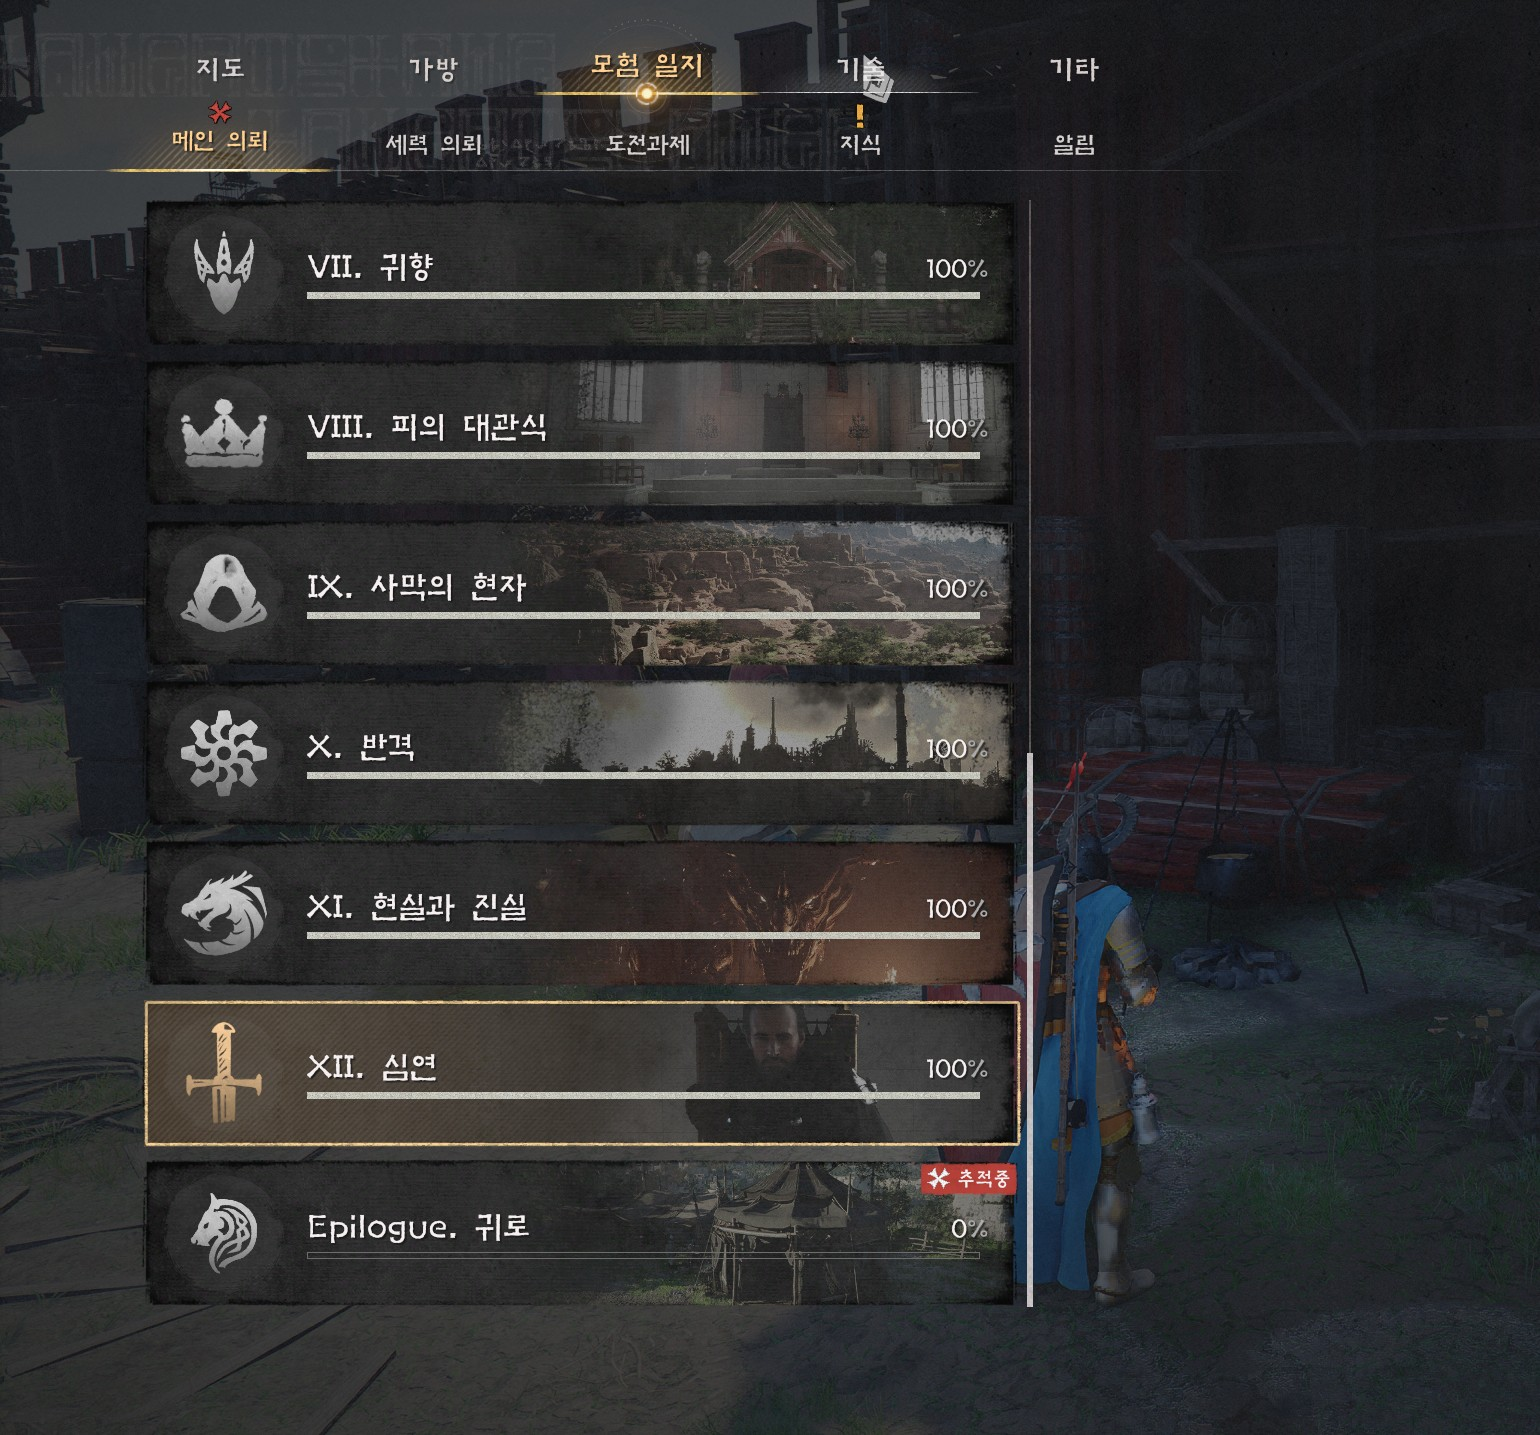 지도 가방 모험 일지 기술 기타
메인 의뢰 세력 의뢰 도전과제 지식 알림
VII. 귀향 100%
VIII. 피의 대관식 100%
IX. 사막의 현자 100%
X. 반격 100%
XI. 현실과 진실 100%
XII. 심연 100%
추적중
Epilogue. 귀로 0%